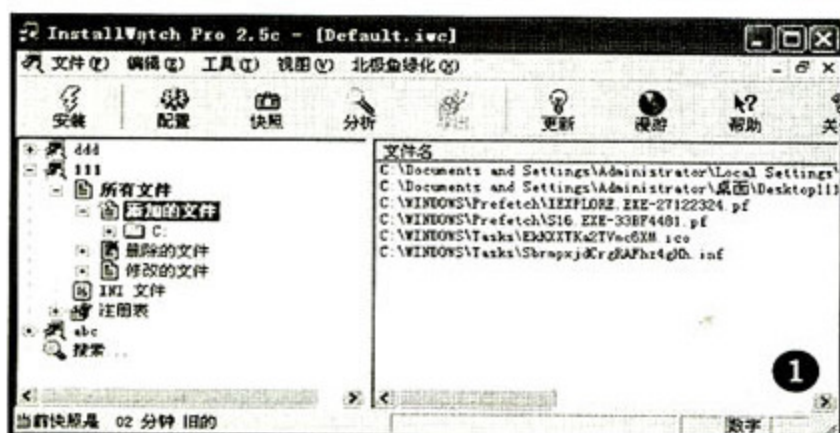 InstallWatch Pro 2.5c - [Default.iwc]
文件(F) 编辑(E) 工具(T) 视图(V) 北极鱼绿化(X)
安装 配置 快照 分析 导出 更新 漫游 帮助 关
ddd
111
所有文件
添加的文件
C:
删除的文件
修改的文件
INI 文件
注册表
abc
搜索...
文件名
C:\Documents and Settings\Administrator\Local Settings\
C:\Documents and Settings\Administrator\桌面\Desktop111
C:\WINDOWS\Prefetch\IEXPLORE.EXE-27122324.pf
C:\WINDOWS\Prefetch\S16.EXE-33BF4481.pf
C:\WINDOWS\Tasks\
C:\WINDOWS\Tasks\
当前快照是 02 分钟 旧的
数字
1